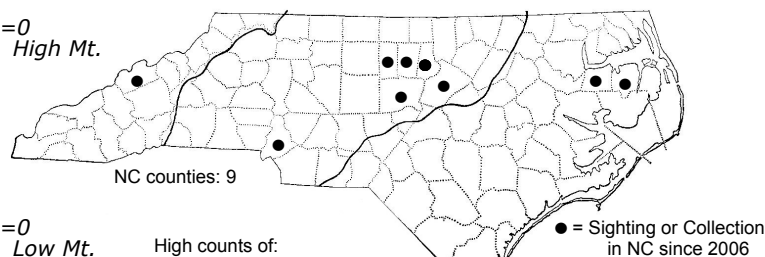 =0
High Mt.
NC counties: 9
=0
Low Mt.
High counts of:
● = Sighting or Collection
in NC since 2006